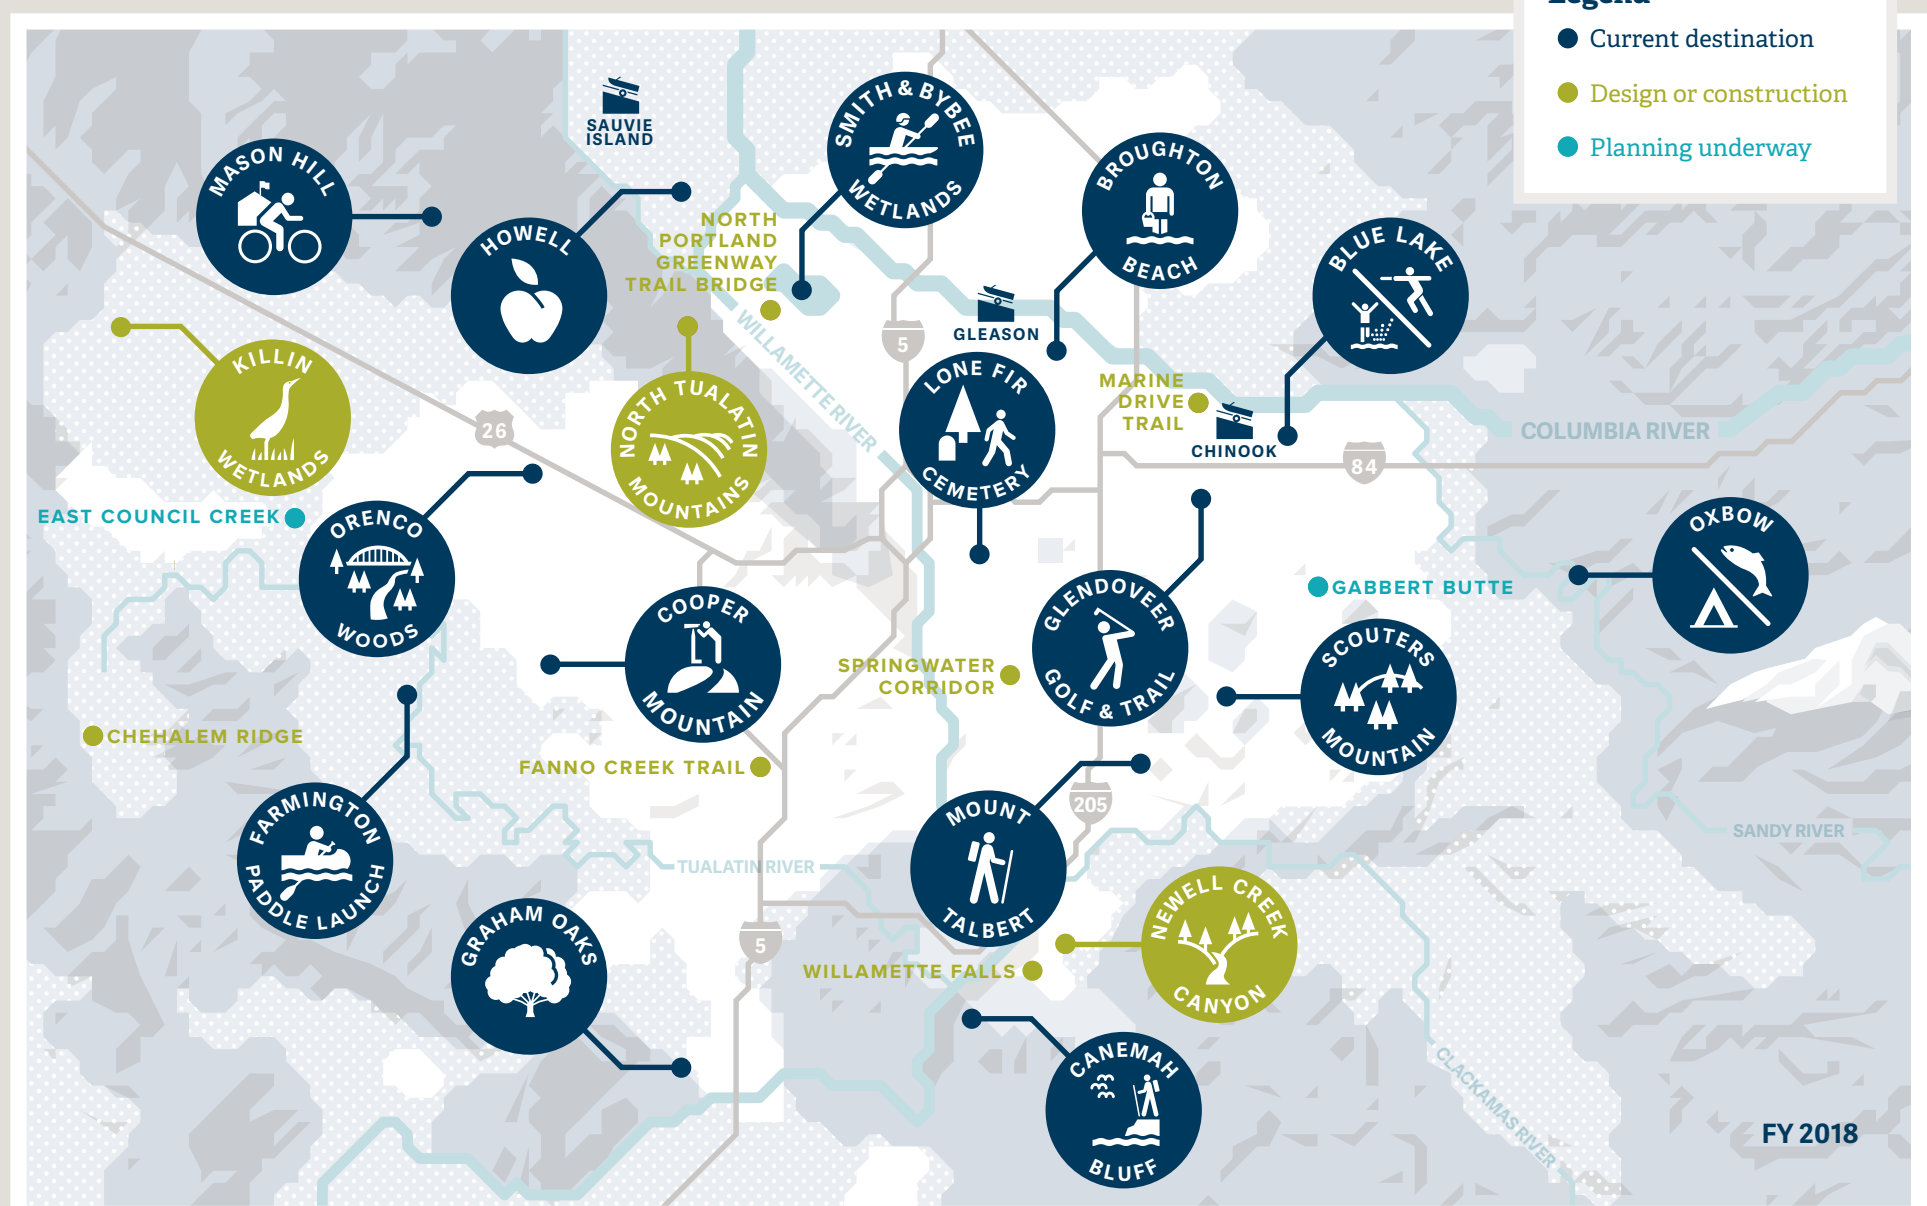 Legend
Current destination
Design or construction
Planning underway
SAUVIE
ISLAND
SMITH & BYBEE
WETLANDS
MASON HILL
BROUGHTON
BEACH
HOWELL
NORTH
PORTLAND
GREENWAY
TRAIL BRIDGE
BLUE LAKE
WILLAMETTE RIVER
GLEASON
5
KILLIN
WETLANDS
NORTH TUALATIN
MOUNTAINS
LONE FIR
CEMETERY
MARINE
DRIVE
TRAIL
CHINOOK
COLUMBIA RIVER
26
84
EAST COUNCIL CREEK
ORENCO
WOODS
OXBOW
GABBERT BUTTE
COOPER
MOUNTAIN
GLENDOVEER
GOLF & TRAIL
SPRINGWATER
CORRIDOR
SCOUTERS
MOUNTAIN
CHEHALEM RIDGE
FANNO CREEK TRAIL
FARMINGTON
PADDLE LAUNCH
MOUNT
TALBERT
205
SANDY RIVER
TUALATIN RIVER
NEWELL CREEK
CANYON
GRAHAM OAKS
5
WILLAMETTE FALLS
CANEMAH
BLUFF
CLACKAMAS RIVER
FY 2018